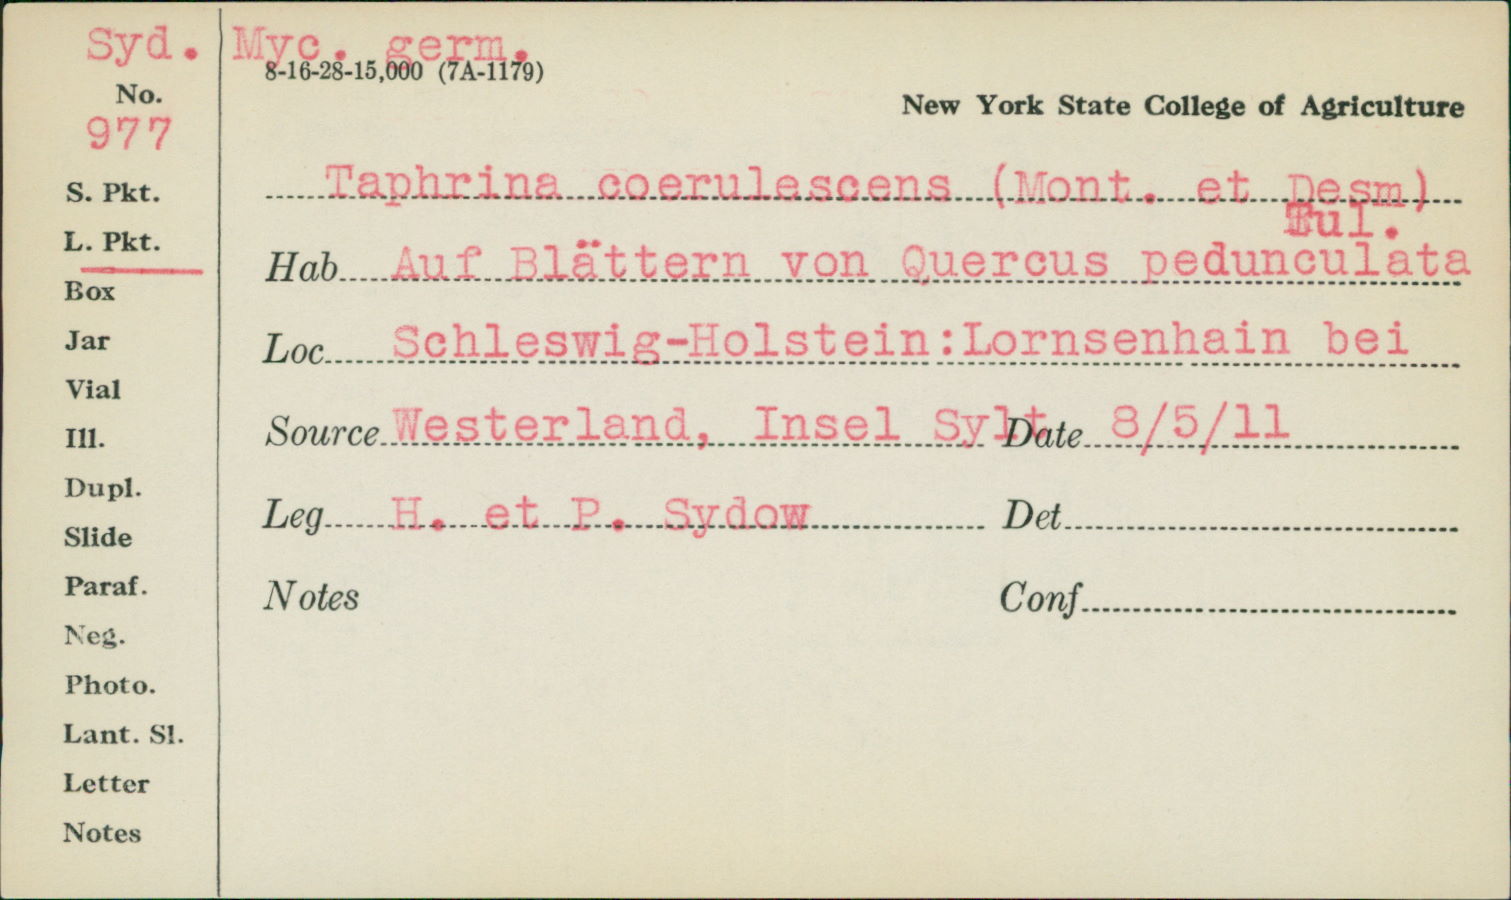 Syd. Myc. germ.
8-16-28-15,000 (7A-1179)
No.
977
New York State College of Agriculture
S. Pkt.
Taphrina coerulescens (Mont. et Desm)
Tul.
L. Pkt.
Hab Auf Blättern von Quercus pedunculata
Box
Jar
Loc Schleswig-Holstein:Lornsenhain bei
Vial
Ill.
Source Westerland, Insel Sylt Date 8/5/11
Dupl.
Leg H. et P. Sydow Det
Slide
Paraf.
Notes Conf
Neg.
Photo.
Lant. Sl.
Letter
Notes